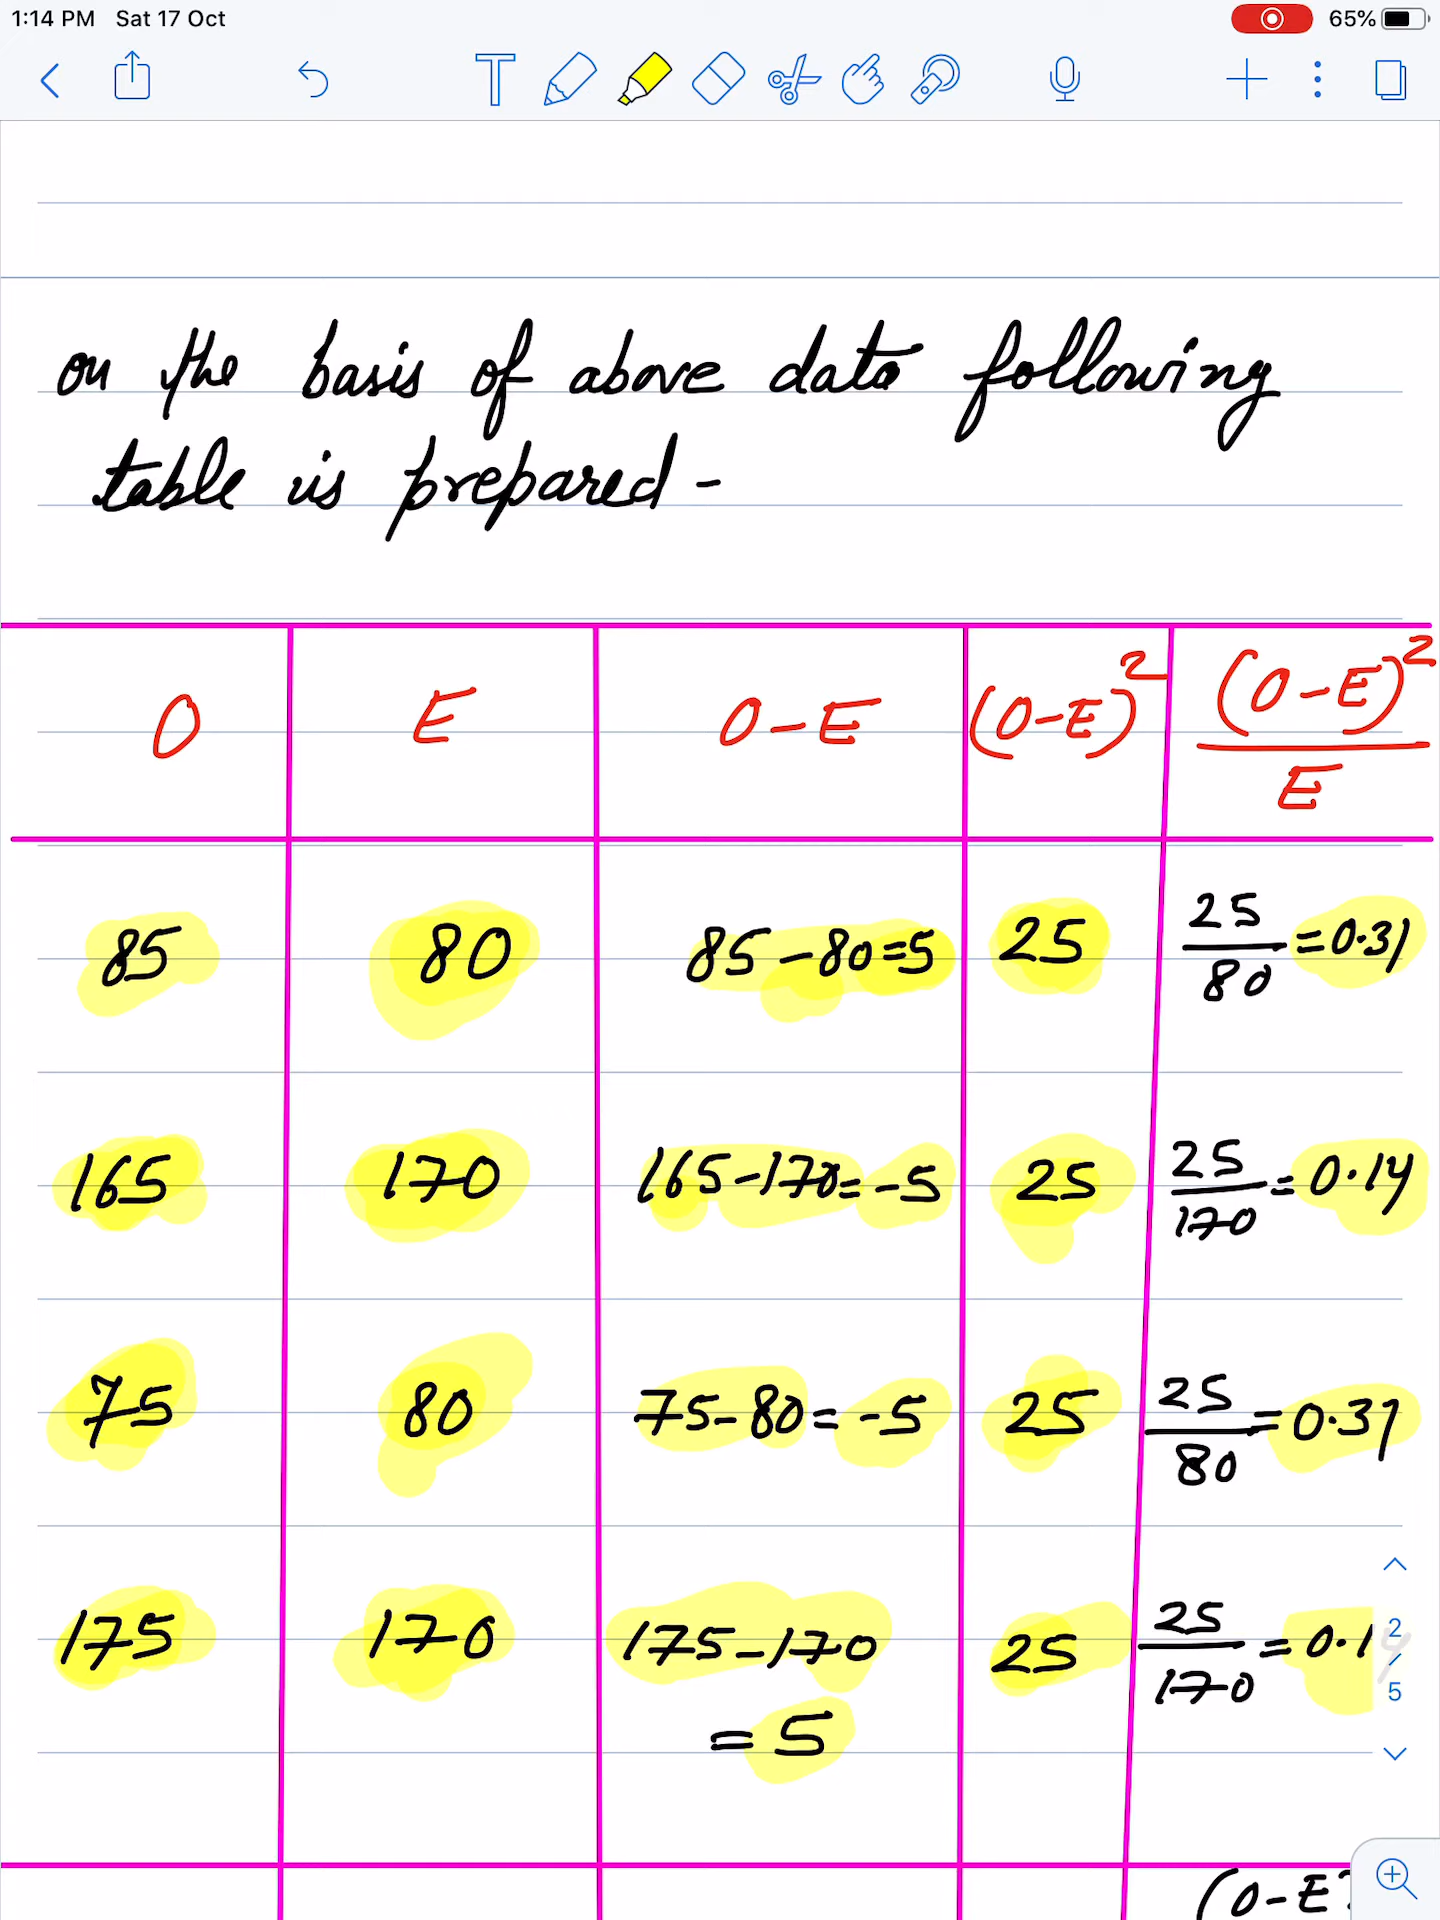 1:14 PM Sat 17 Oct 65%
T
on the basis of above data following
table is prepared -
O E O-E (O-E)² (O-E)²/E
85 80 85-80=5 25 25/80=0.31
165 170 165-170=-5 25 25/170=0.14
75 80 75-80=-5 25 25/80=0.31
175 170 175-170 25 25/170=0.1
=5
2/5
(O-E